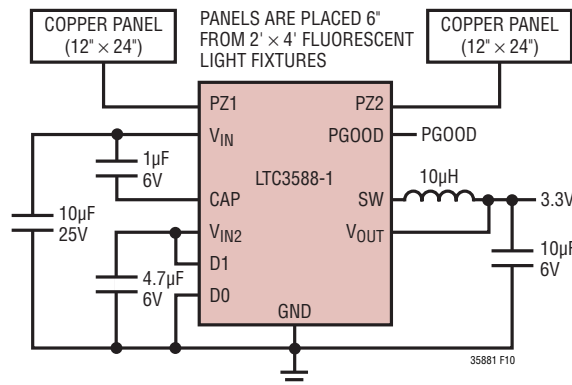 COPPER PANEL
(12" × 24")
PANELS ARE PLACED 6"
FROM 2' × 4' FLUORESCENT
LIGHT FIXTURES
COPPER PANEL
(12" × 24")
PZ1
PZ2
VIN
PGOOD
PGOOD
1µF
6V
LTC3588-1
10µH
CAP
SW
3.3V
10µF
25V
VIN2
VOUT
D1
10µF
6V
4.7µF
6V
D0
GND
35881 F10